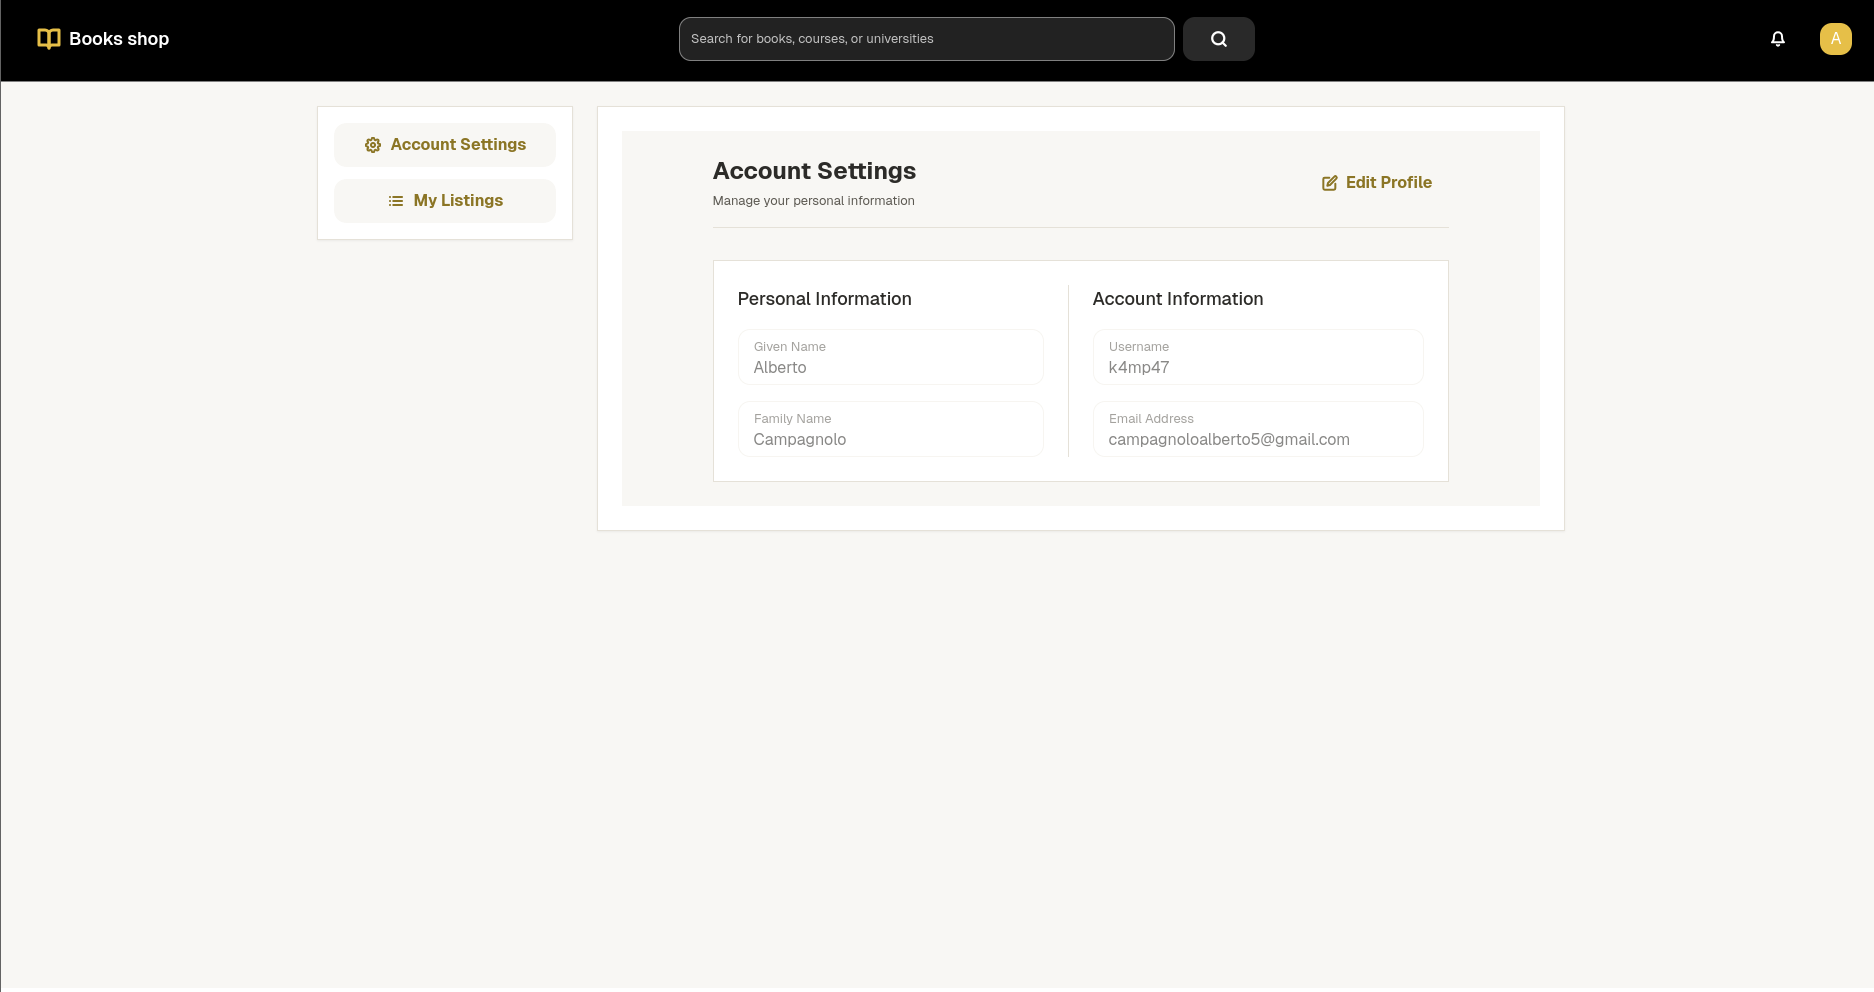 Books shop
Search for books, courses, or universities
A
Account Settings
My Listings
Account Settings
Manage your personal information
Edit Profile
Personal Information
Given Name
Alberto
Family Name
Campagnolo
Account Information
Username
k4mp47
Email Address
campagnoloalberto5@gmail.com